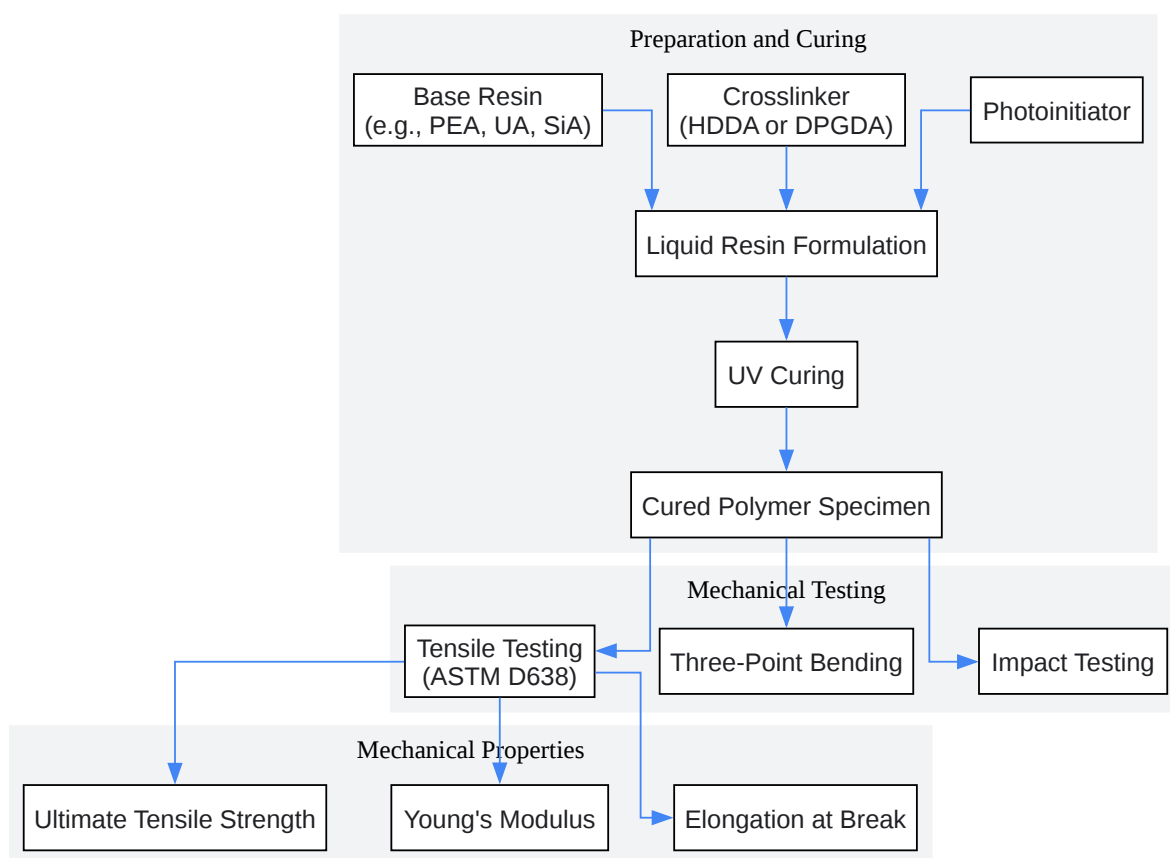 Preparation and Curing
Base Resin
(e.g., PEA, UA, SiA)
Crosslinker
(HDDA or DPGDA)
Photoinitiator
Liquid Resin Formulation
UV Curing
Cured Polymer Specimen
Mechanical Testing
Tensile Testing
(ASTM D638)
Three-Point Bending
Impact Testing
Mechanical Properties
Ultimate Tensile Strength
Young's Modulus
Elongation at Break